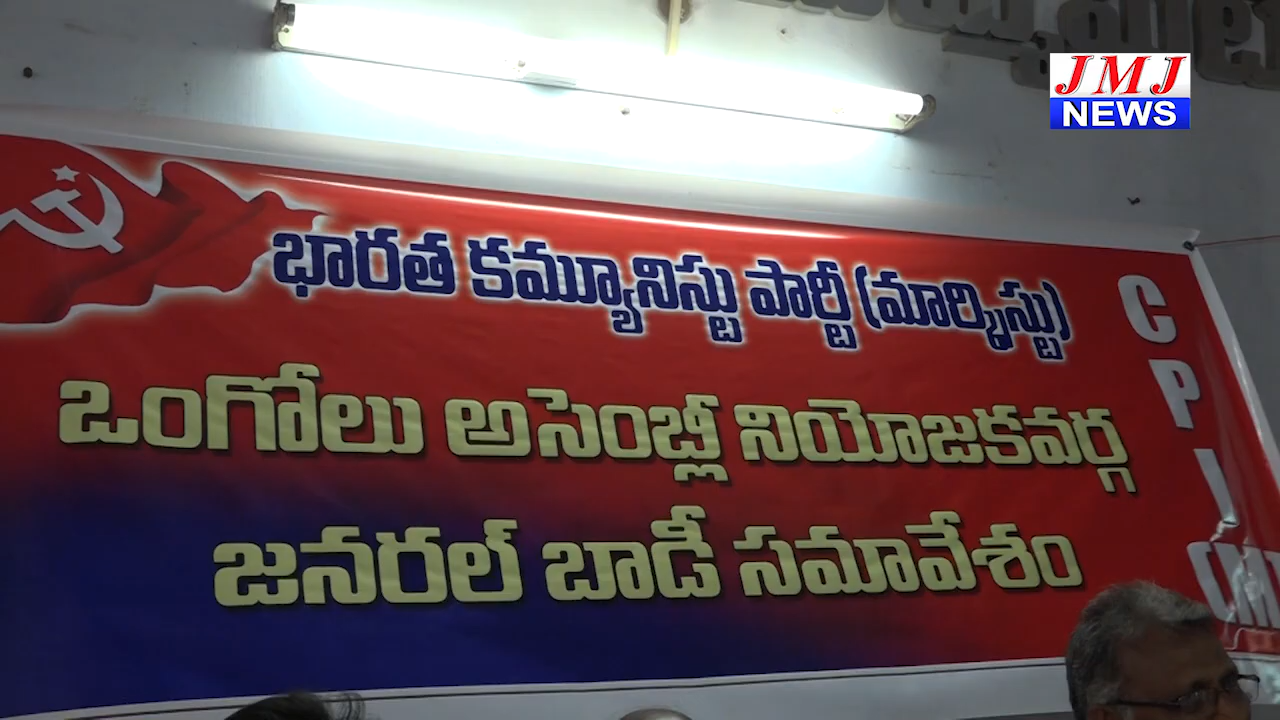 JMJ
NEWS
భారత కమ్యూనిస్టు పార్టీ (మార్క్సిస్టు)
ఒంగోలు అసెంబ్లీ నియోజకవర్గ
జనరల్ బాడీ సమావేశం
C
P
I
(M